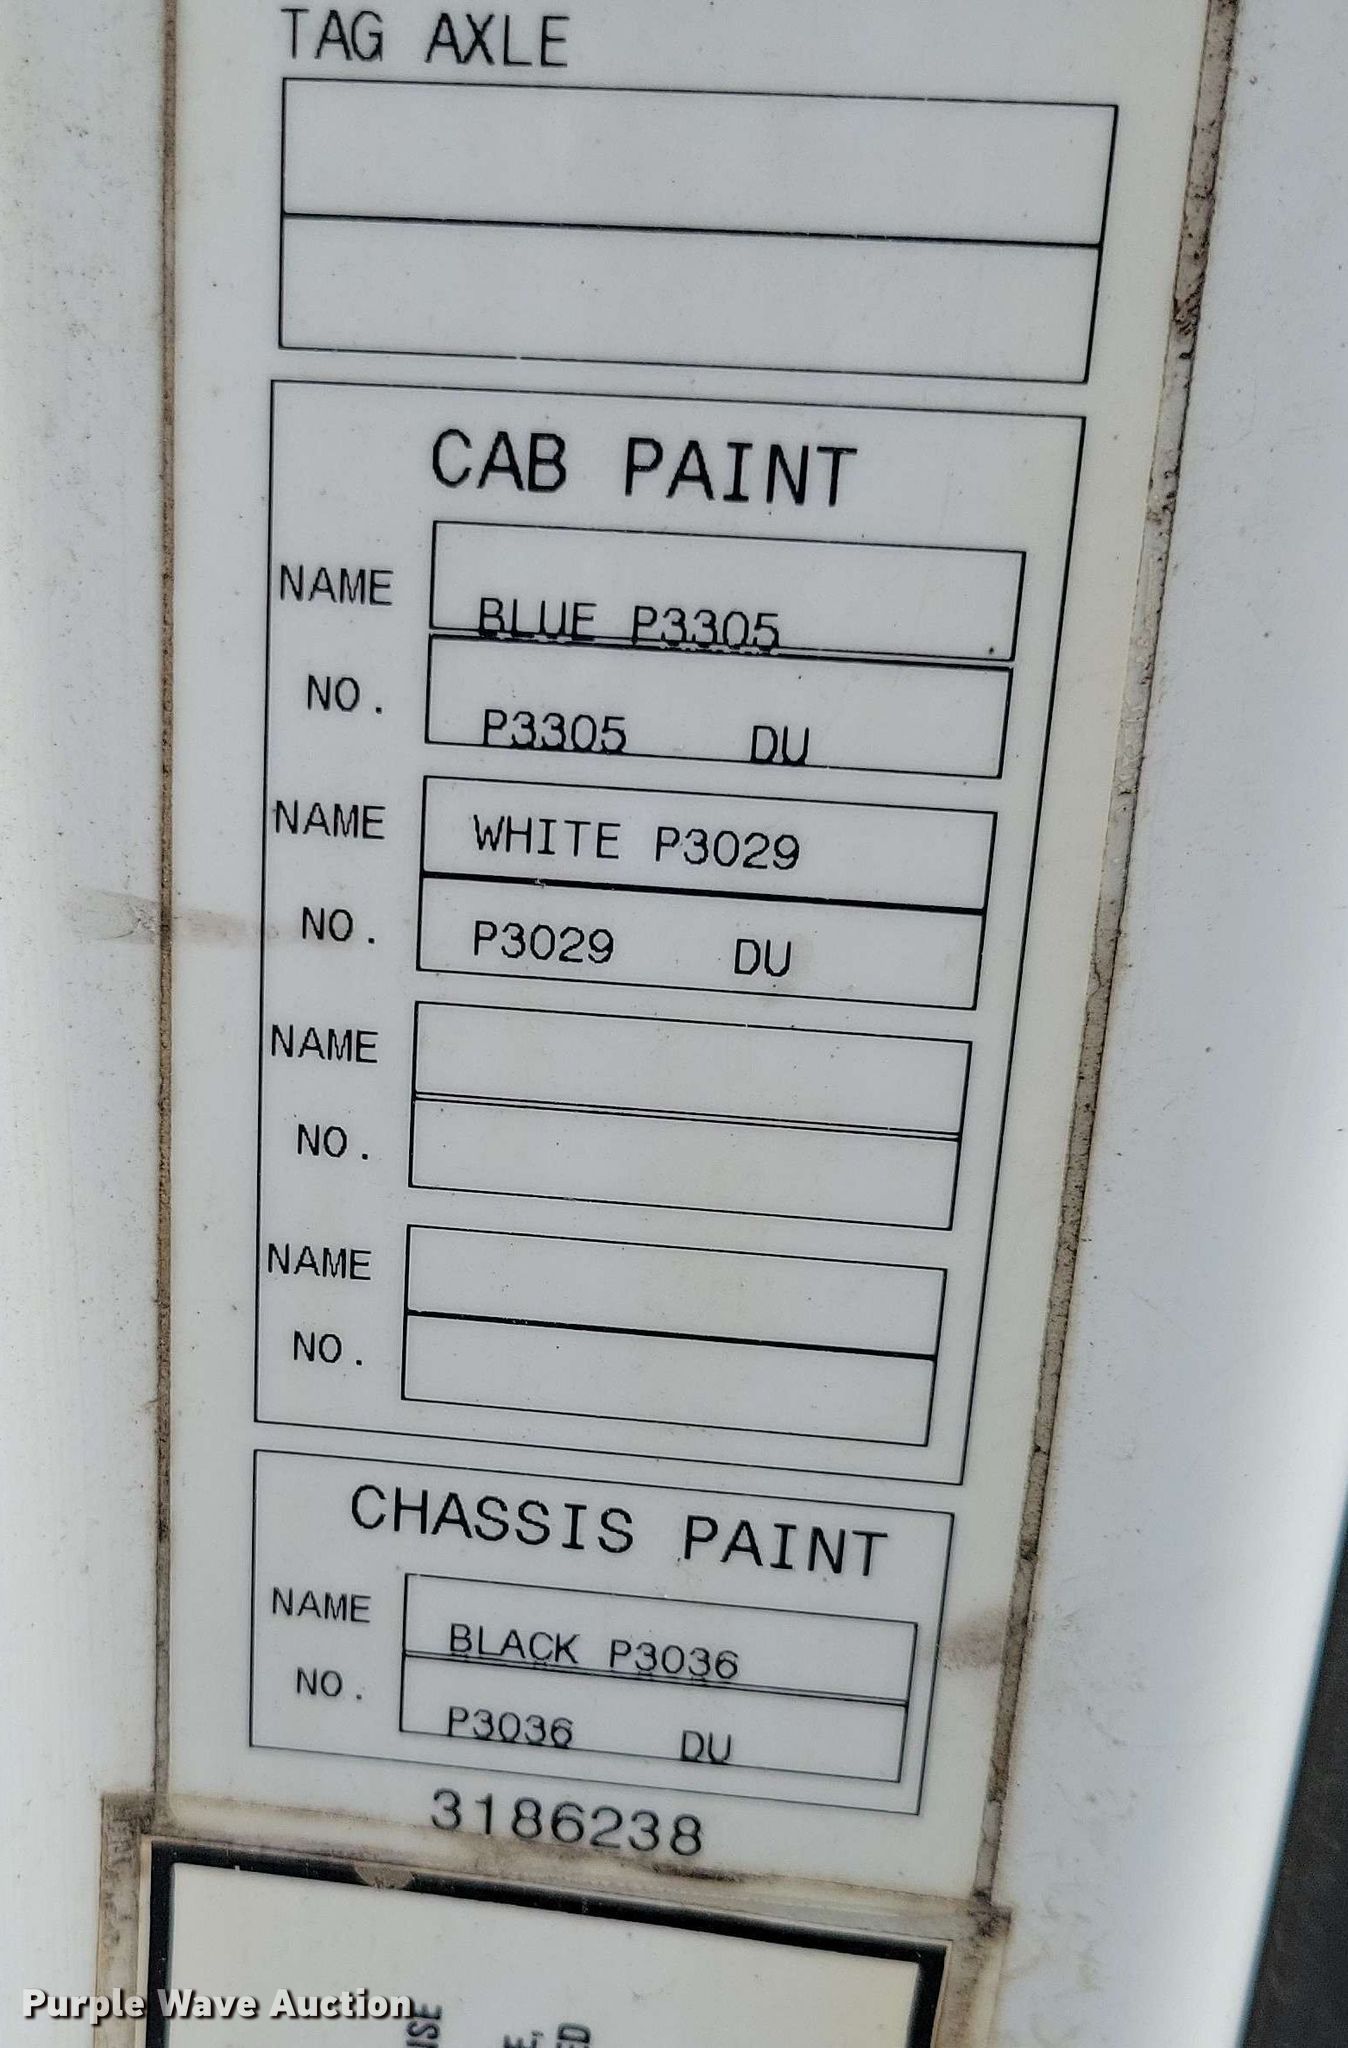 TAG AXLE
CAB PAINT
NAME BLUE P3305
NO. P3305 DU
NAME WHITE P3029
NO. P3029 DU
NAME
NO.
NAME
NO.
CHASSIS PAINT
NAME BLACK P3036
NO. P3036 DU
3186238
Purple Wave Auction